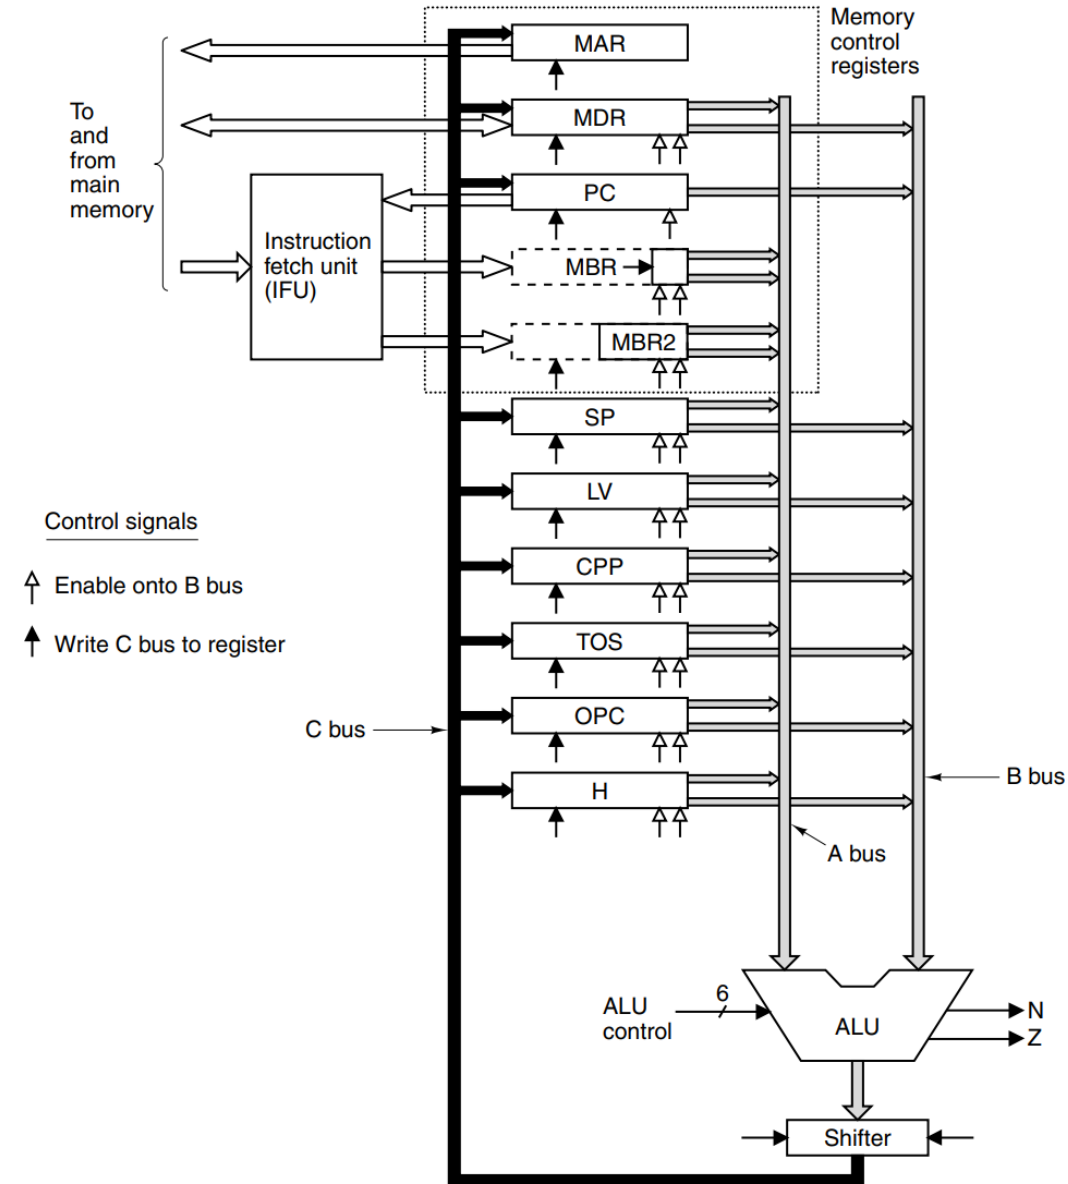 MAR
Memory
control
registers
To
and
from
main
memory
MDR
PC
Instruction
fetch unit
(IFU)
MBR
MBR2
SP
LV
Control signals
CPP
Enable onto B bus
TOS
Write C bus to register
OPC
C bus
B bus
H
A bus
6
ALU
control
ALU
N
Z
Shifter